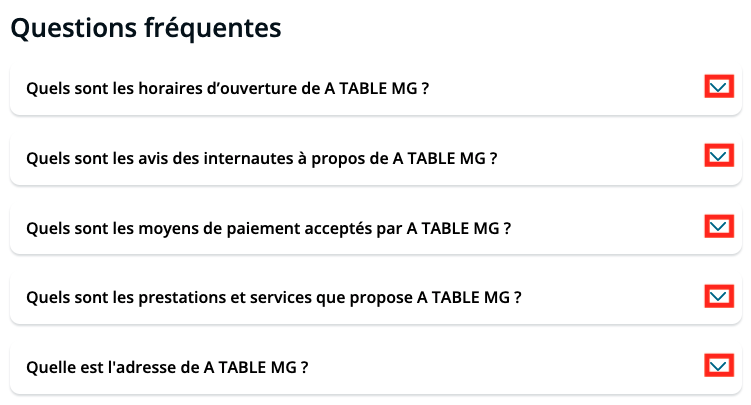 Questions fréquentes
Quels sont les horaires d’ouverture de A TABLE MG ?
Quels sont les avis des internautes à propos de A TABLE MG ?
Quels sont les moyens de paiement acceptés par A TABLE MG ?
Quels sont les prestations et services que propose A TABLE MG ?
Quelle est l'adresse de A TABLE MG ?